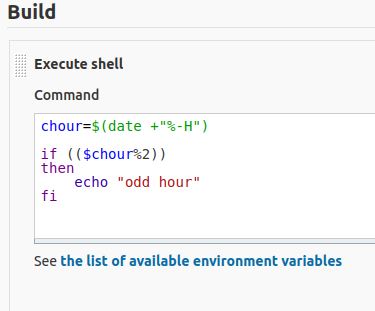 Build
Execute shell
Command
chour=$(date +"%-H")
if (($chour%2))
then
    echo "odd hour"
fi
See the list of available environment variables